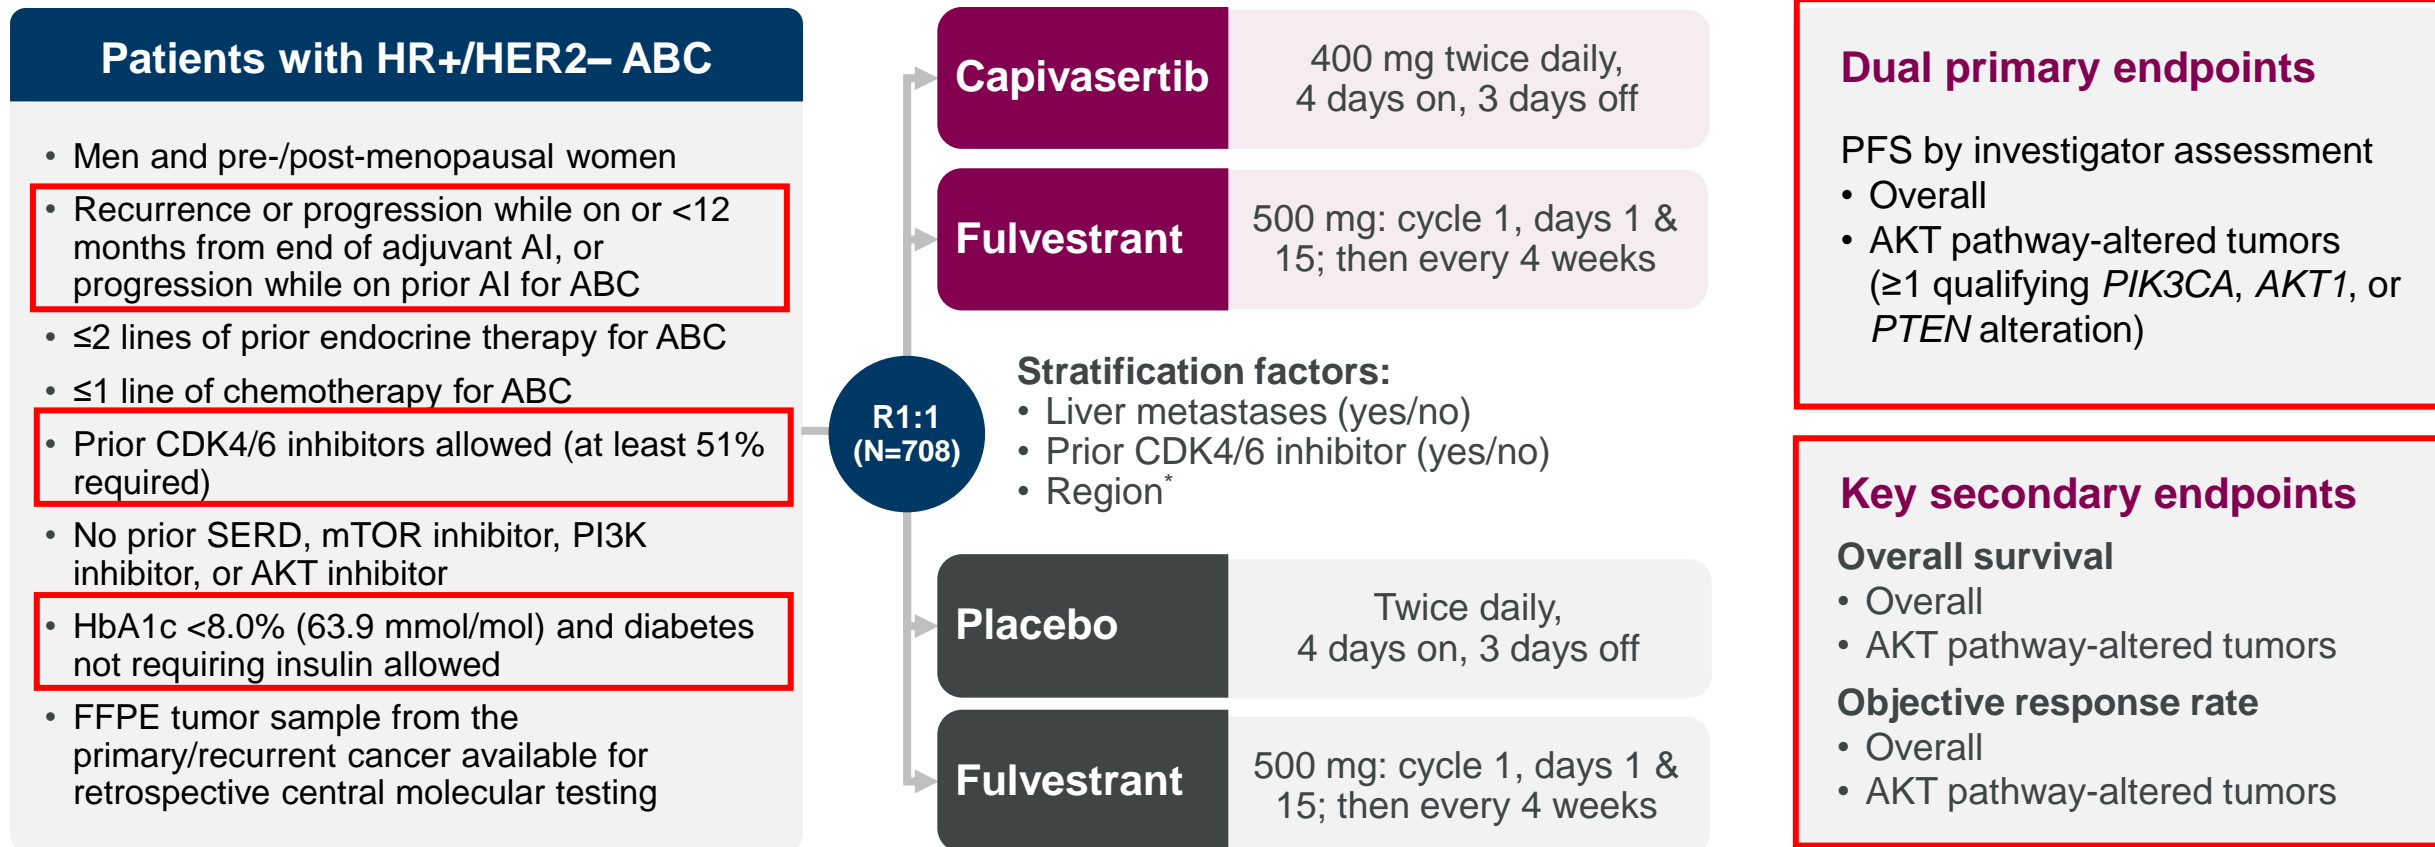 Patients with HR+/HER2– ABC
• Men and pre-/post-menopausal women
• Recurrence or progression while on or <12
months from end of adjuvant AI, or
progression while on prior AI for ABC
• ≤2 lines of prior endocrine therapy for ABC
• ≤1 line of chemotherapy for ABC
• Prior CDK4/6 inhibitors allowed (at least 51%
required)
• No prior SERD, mTOR inhibitor, PI3K
inhibitor, or AKT inhibitor
• HbA1c <8.0% (63.9 mmol/mol) and diabetes
not requiring insulin allowed
• FFPE tumor sample from the
primary/recurrent cancer available for
retrospective central molecular testing
R1:1
(N=708)
Capivasertib
400 mg twice daily,
4 days on, 3 days off
Fulvestrant
500 mg: cycle 1, days 1 &
15; then every 4 weeks
Stratification factors:
• Liver metastases (yes/no)
• Prior CDK4/6 inhibitor (yes/no)
• Region*
Placebo
Twice daily,
4 days on, 3 days off
Fulvestrant
500 mg: cycle 1, days 1 &
15; then every 4 weeks
Dual primary endpoints
PFS by investigator assessment
• Overall
• AKT pathway-altered tumors
(≥1 qualifying PIK3CA, AKT1, or
PTEN alteration)
Key secondary endpoints
Overall survival
• Overall
• AKT pathway-altered tumors
Objective response rate
• Overall
• AKT pathway-altered tumors